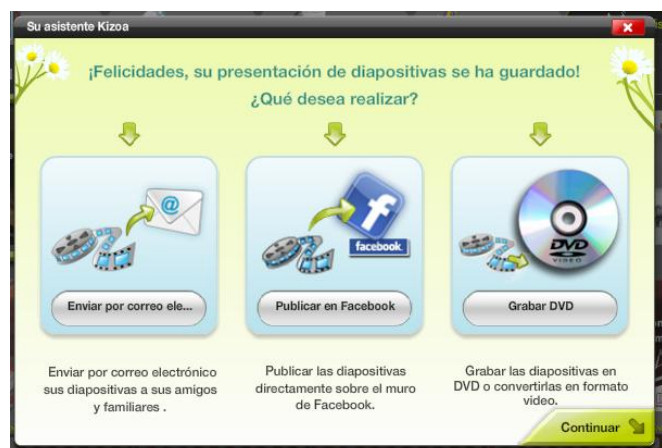 Su asistente Kizoa
¡Felicidades, su presentación de diapositivas se ha guardado!
¿Qué desea realizar?
@
facebook
DVD
VIDEO
Enviar por correo ele...
Publicar en Facebook
Grabar DVD
Enviar por correo electrónico
sus diapositivas a sus amigos
y familiares .
Publicar las diapositivas
directamente sobre el muro
de Facebook.
Grabar las diapositivas en
DVD o convertirlas en formato
video.
Continuar